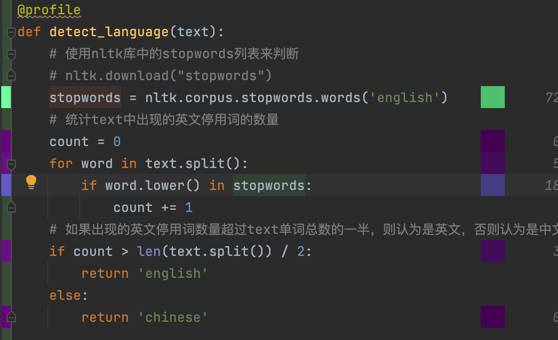 @profile
def detect_language(text):
# 使用nltk库中的stopwords列表来判断
# nltk.download("stopwords")
stopwords = nltk.corpus.stopwords.words('english')
# 统计text中出现的英文停用词的数量
count = 0
for word in text.split():
if word.lower() in stopwords:
count += 1
# 如果出现的英文停用词数量超过text单词总数的一半，则认为是英文，否则认为是中文
if count > len(text.split()) / 2:
return 'english'
else:
return 'chinese'